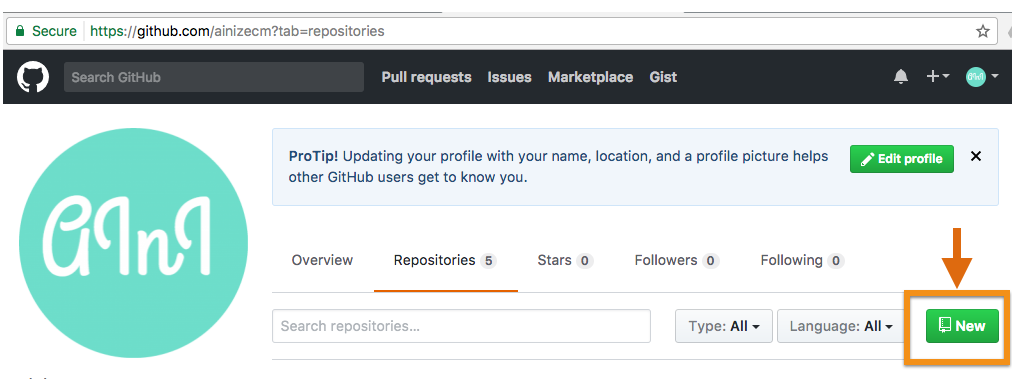 Secure https://github.com/ainizecm?tab=repositories
Search GitHub Pull requests Issues Marketplace Gist
ProTip! Updating your profile with your name, location, and a profile picture helps
other GitHub users get to know you.
Edit profile
AInI
Overview Repositories 5 Stars 0 Followers 0 Following 0
Search repositories... Type: All Language: All New